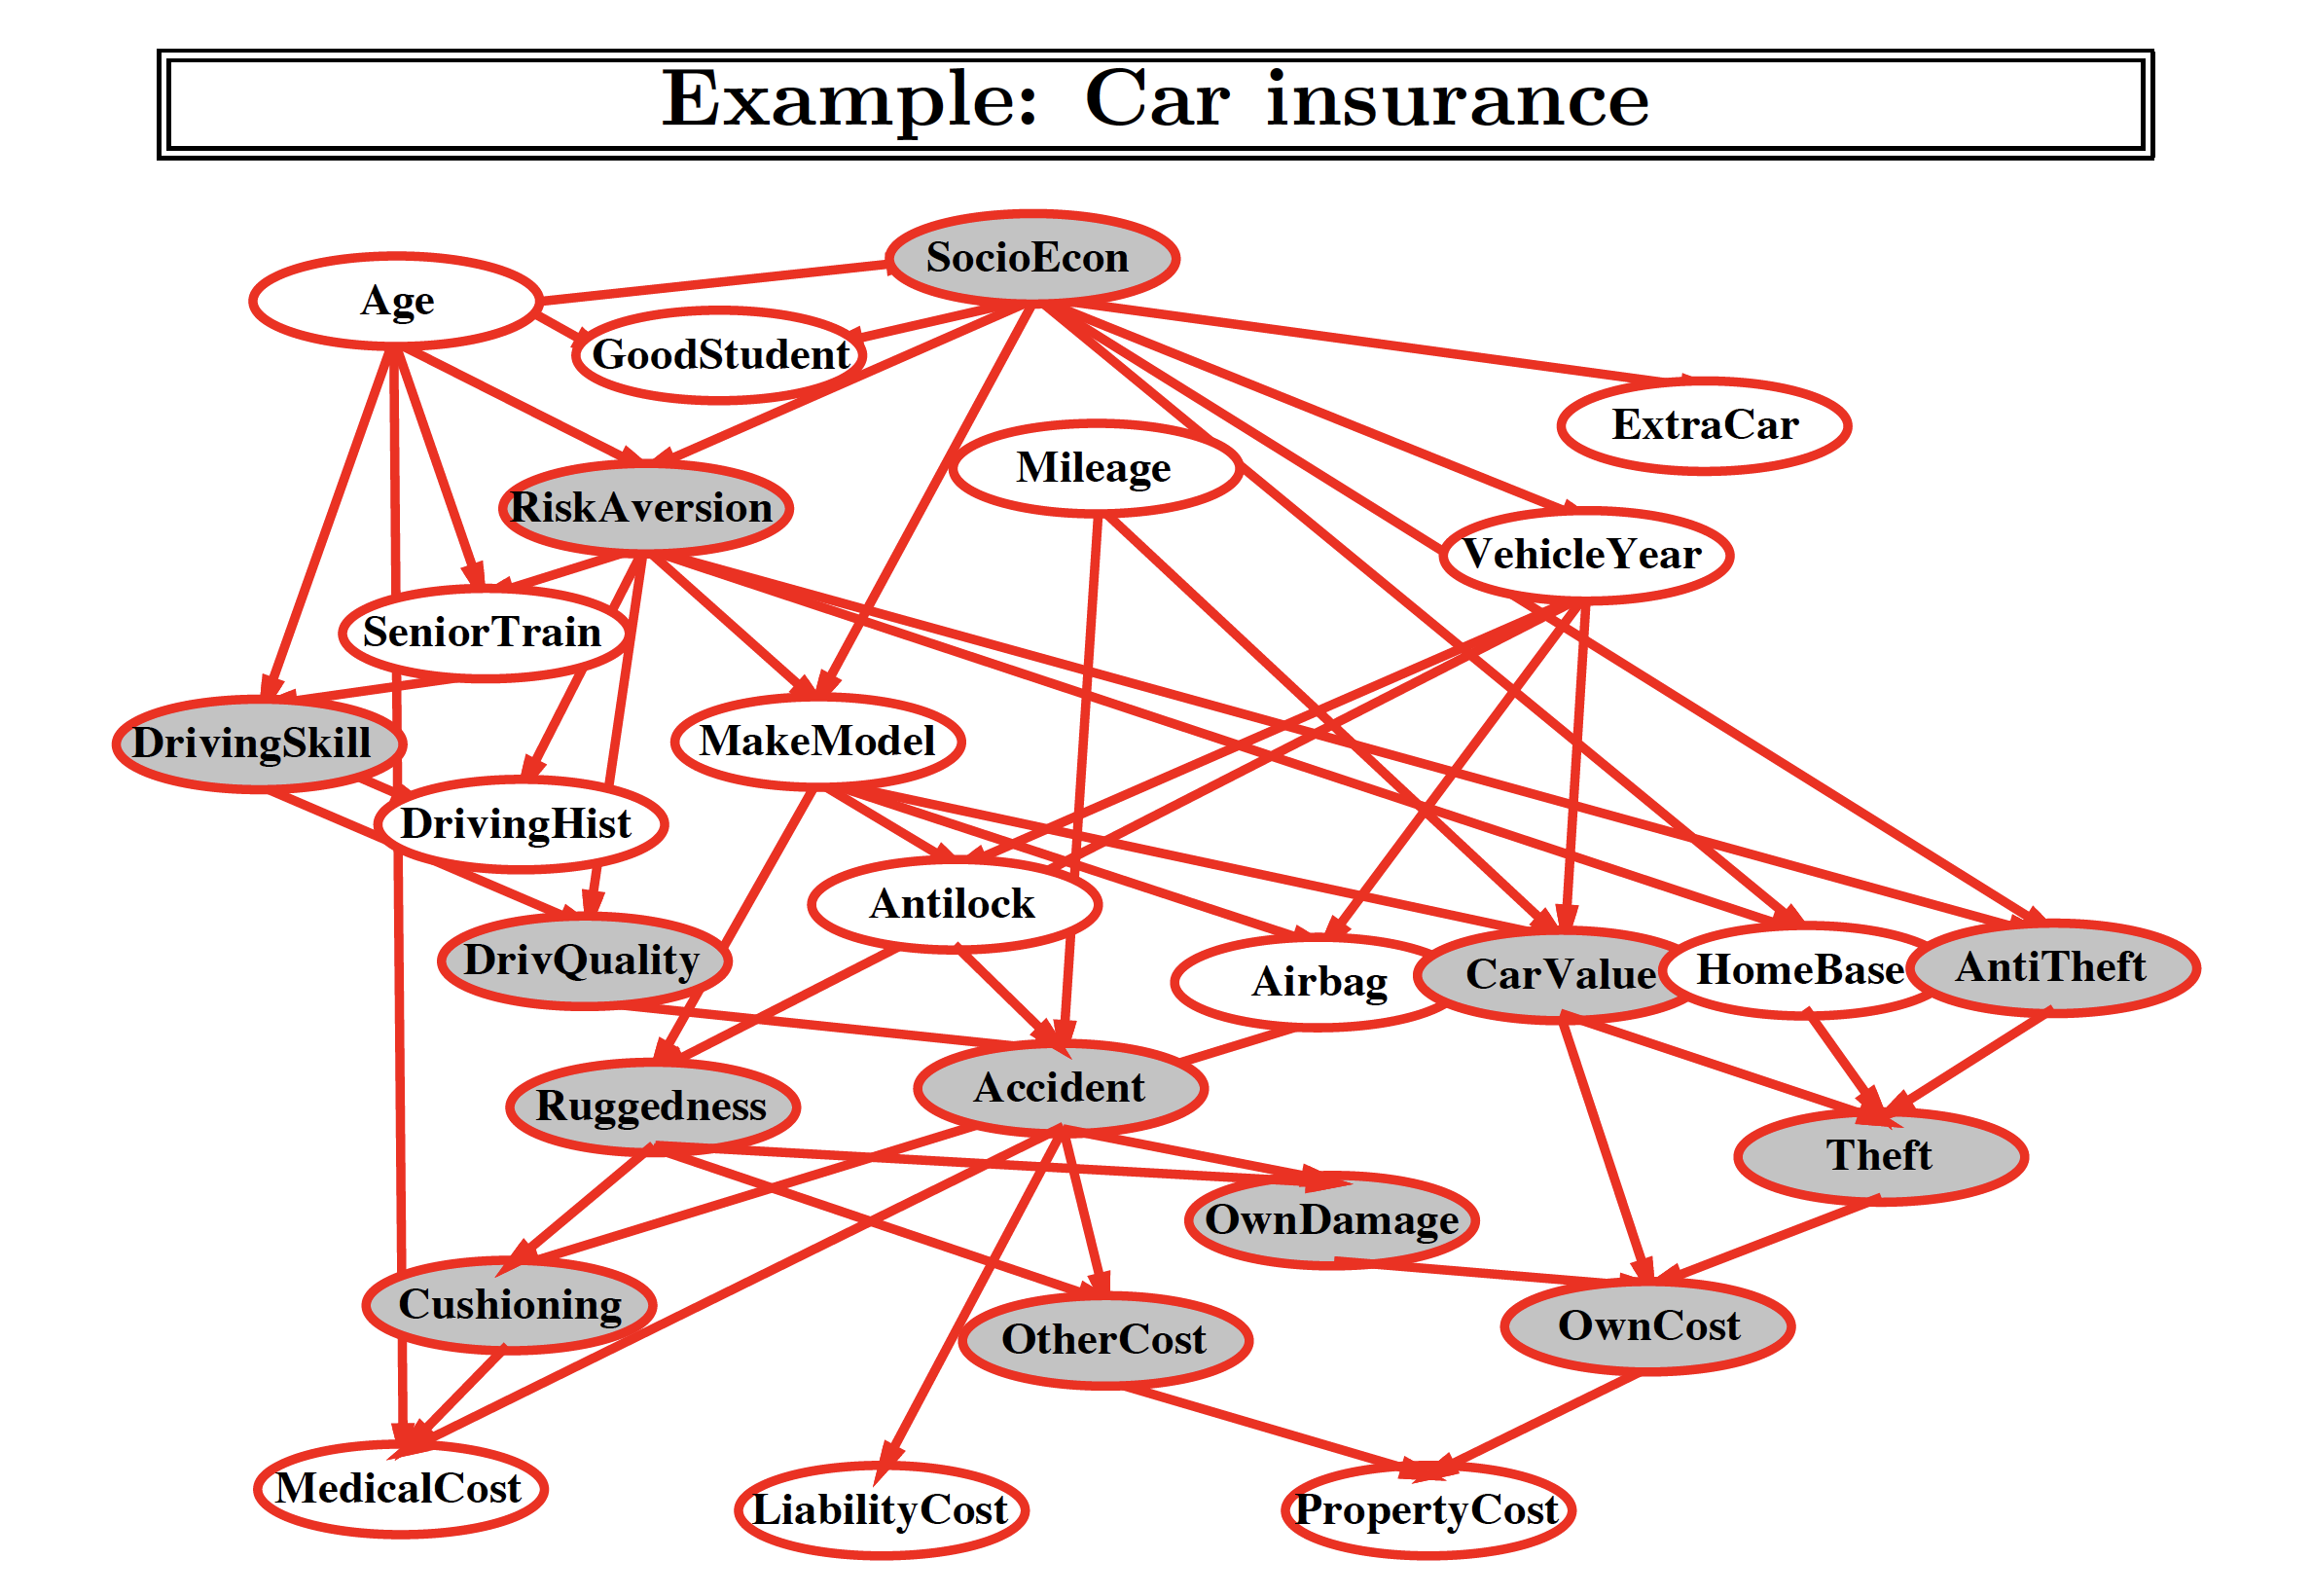 Example: Car insurance
SocioEcon
Age
GoodStudent
ExtraCar
Mileage
RiskAversion
VehicleYear
SeniorTrain
DrivingSkill
MakeModel
DrivingHist
Antilock
DrivQuality
Airbag
CarValue
HomeBase
AntiTheft
Ruggedness
Accident
Theft
OwnDamage
Cushioning
OtherCost
OwnCost
MedicalCost
LiabilityCost
PropertyCost